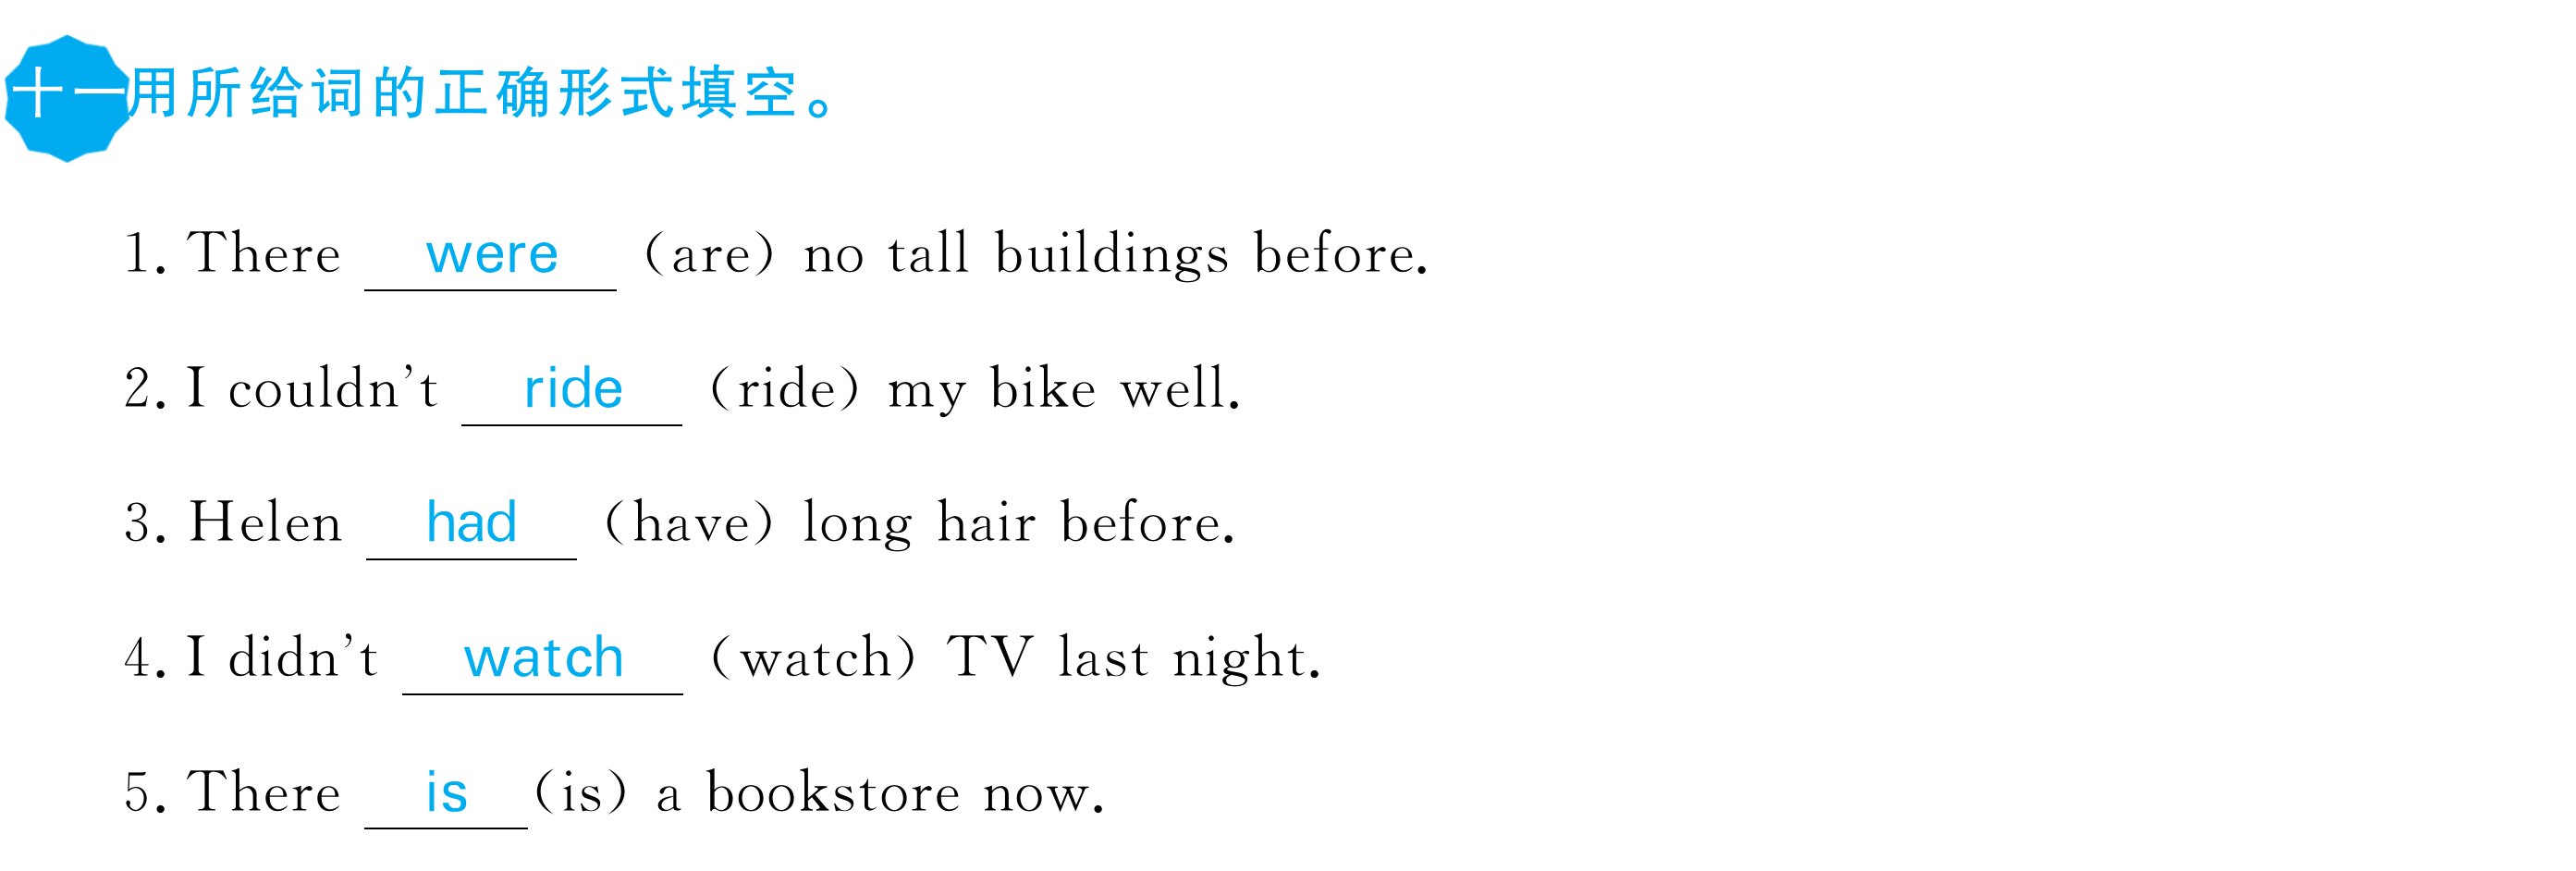 十一用所给词的正确形式填空。
1. There were (are) no tall buildings before.
2. I couldn't ride (ride) my bike well.
3. Helen had (have) long hair before.
4. I didn't watch (watch) TV last night.
5. There is (is) a bookstore now.